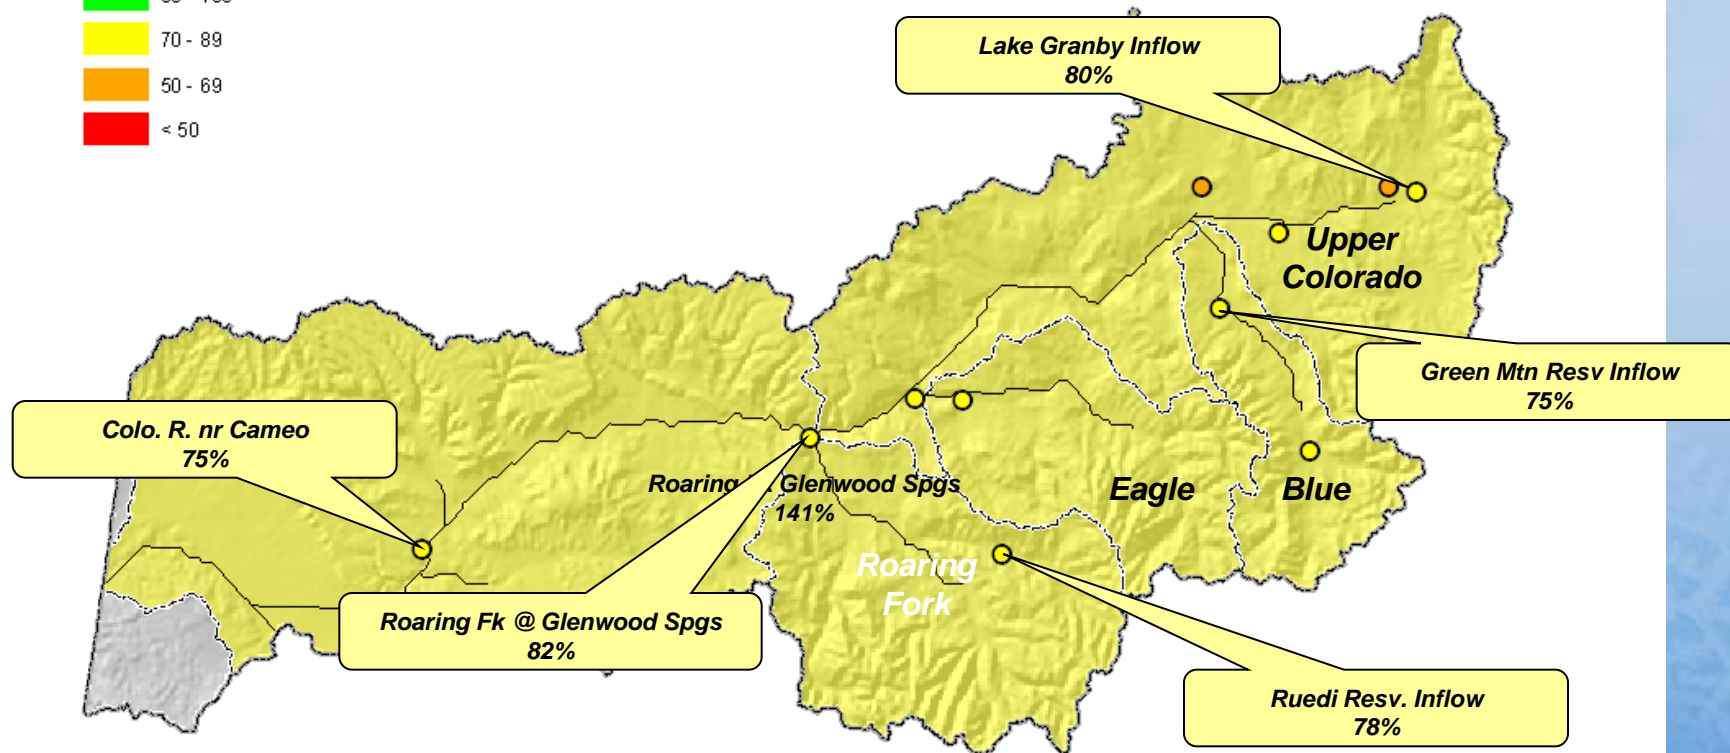 70 - 89
50 - 69
< 50
Lake Granby Inflow
80%
Upper
Colorado
Green Mtn Resv Inflow
75%
Colo. R. nr Cameo
75%
Roaring Glenwood Spgs
141%
Eagle
Blue
Roaring
Fork
Roaring Fk @ Glenwood Spgs
82%
Ruedi Resv. Inflow
78%